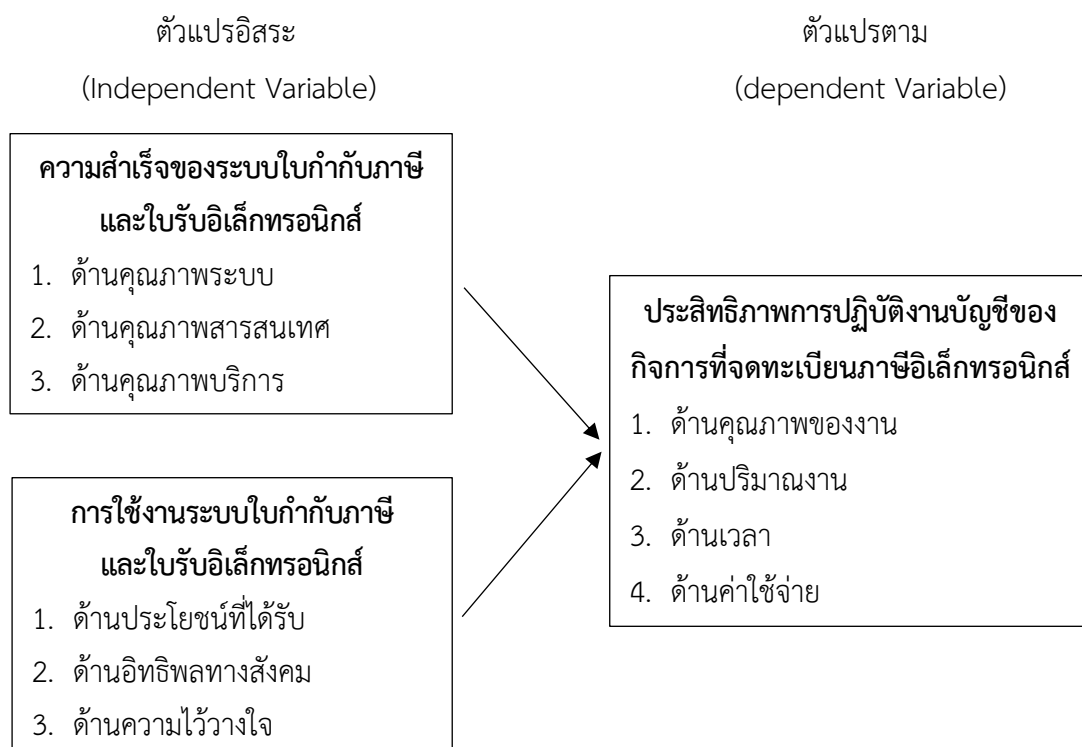 ตัวแปรอิสระ
(Independent Variable)
ความสำเร็จของระบบใบกำกับภาษี
และใบรับอิเล็กทรอนิกส์
1. ด้านคุณภาพระบบ
2. ด้านคุณภาพสารสนเทศ
3. ด้านคุณภาพบริการ
การใช้งานระบบใบกำกับภาษี
และใบรับอิเล็กทรอนิกส์
1. ด้านประโยชน์ที่ได้รับ
2. ด้านอิทธิพลทางสังคม
3. ด้านความไว้วางใจ
ตัวแปรตาม
(dependent Variable)
ประสิทธิภาพการปฏิบัติงานบัญชีของ
กิจการที่จดทะเบียนภาษีอิเล็กทรอนิกส์
1. ด้านคุณภาพของงาน
2. ด้านปริมาณงาน
3. ด้านเวลา
4. ด้านค่าใช้จ่าย